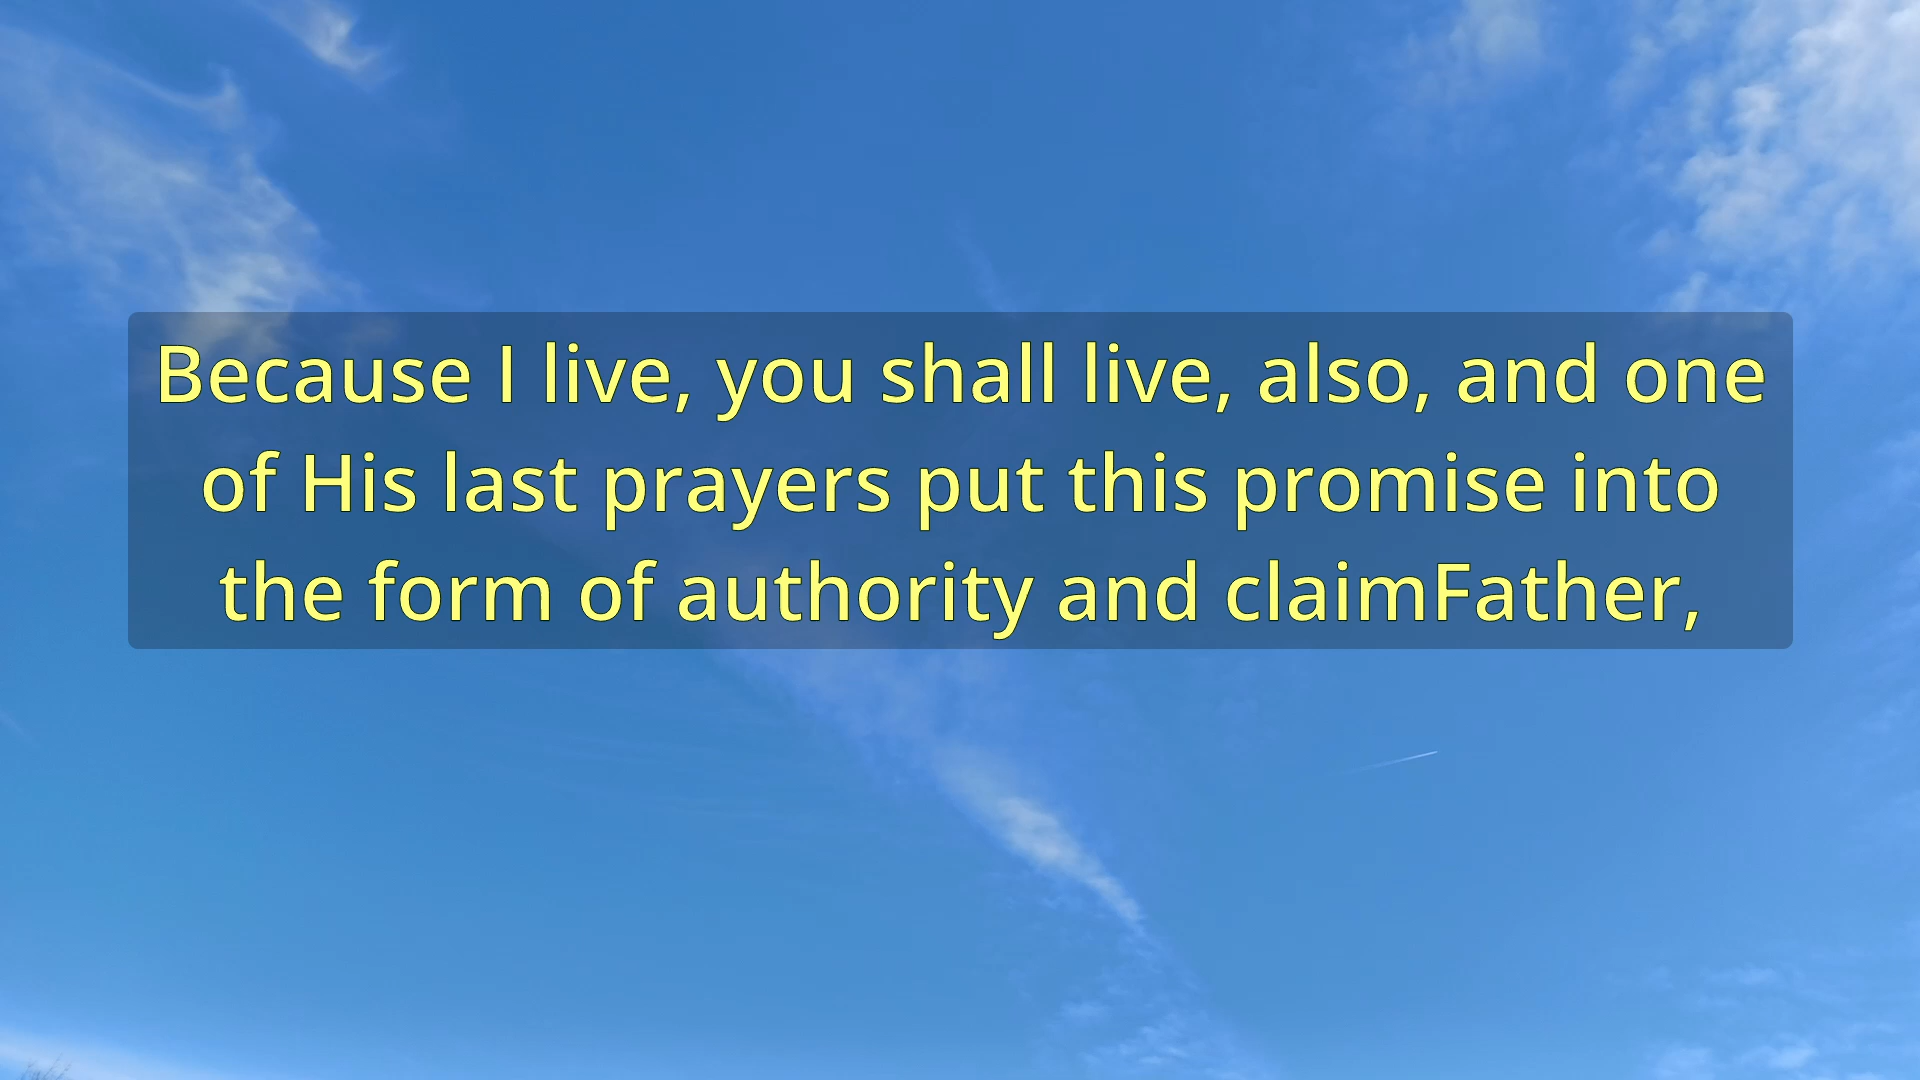 Because I live, you shall live, also, and one
of His last prayers put this promise into
the form of authority and claimFather,